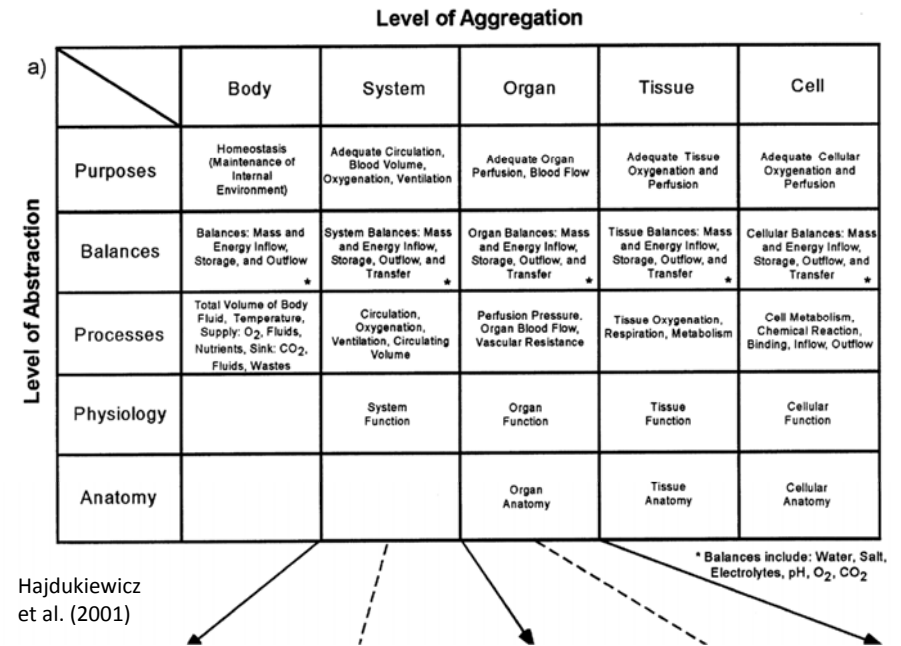 Level of Aggregation
a)
Body
System
Organ
Tissue
Cell
Level of Abstraction
Purposes
Homeostasis
(Maintenance of
Internal
Environment)
Adequate Circulation,
Blood Volume,
Oxygenation, Ventilation
Adequate Organ
Perfusion, Blood Flow
Adequate Tissue
Oxygenation and
Perfusion
Adequate Cellular
Oxygenation and
Perfusion
Balances
Balances: Mass and
Energy Inflow,
Storage, and Outflow
*
System Balances: Mass
and Energy Inflow,
Storage, Outflow, and
Transfer *
Organ Balances: Mass
and Energy Inflow,
Storage, Outflow, and
Transfer *
Tissue Balances: Mass
and Energy Inflow,
Storage, Outflow, and
Transfer *
Cellular Balances: Mass
and Energy Inflow,
Storage, Outflow, and
Transfer *
Processes
Total Volume of Body
Fluid, Temperature,
Supply: O2, Fluids,
Nutrients, Sink: CO2,
Fluids, Wastes
Circulation,
Oxygenation,
Ventilation, Circulating
Volume
Perfusion Pressure,
Organ Blood Flow,
Vascular Resistance
Tissue Oxygenation,
Respiration, Metabolism
Cell Metabolism,
Chemical Reaction,
Binding, Inflow, Outflow
Physiology
System
Function
Organ
Function
Tissue
Function
Cellular
Function
Anatomy
Organ
Anatomy
Tissue
Anatomy
Cellular
Anatomy
* Balances include: Water, Salt,
Electrolytes, pH, O2, CO2
Hajdukiewicz
et al. (2001)